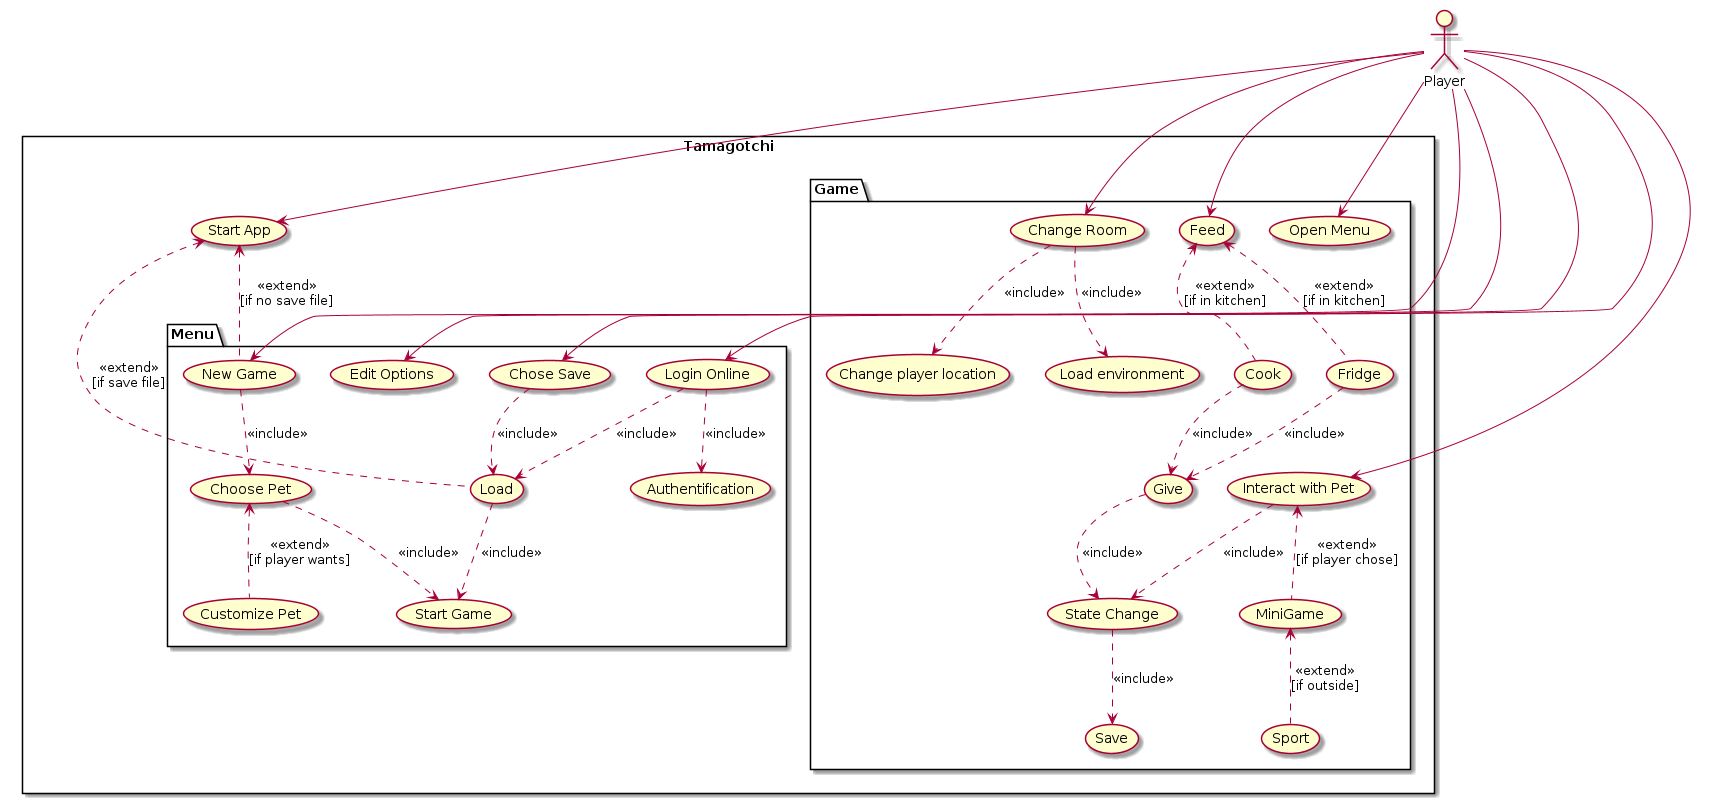 Player
Tamagotchi
Game
Start App
Change Room
Feed
Open Menu
«extend»
[if no save file]
«include»
«include»
«extend»
[if in kitchen]
«extend»
[if in kitchen]
Menu
«extend»
[if save file]
New Game
Edit Options
Chose Save
Login Online
Change player location
Load environment
Cook
Fridge
«include»
«include»
«include»
«include»
«include»
«include»
Choose Pet
Load
Authentification
Give
Interact with Pet
«extend»
[if player wants]
«include»
«include»
«include»
«include»
«extend»
[if player chose]
Customize Pet
Start Game
State Change
MiniGame
«include»
«extend»
[if outside]
Save
Sport